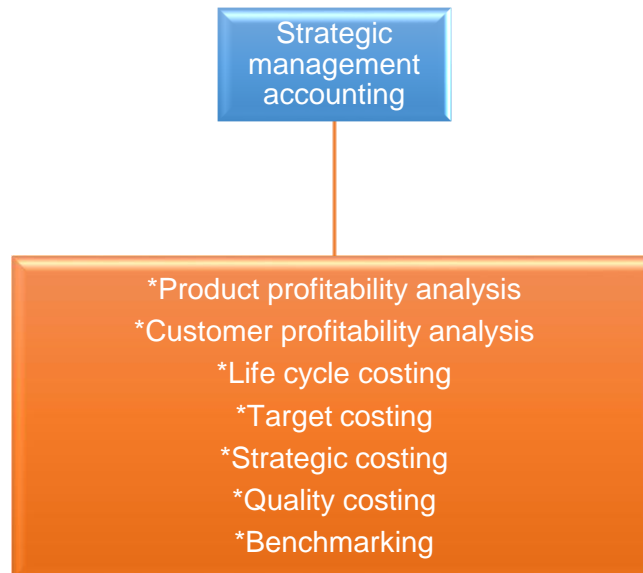 Strategic
management
accounting
*Product profitability analysis
*Customer profitability analysis
*Life cycle costing
*Target costing
*Strategic costing
*Quality costing
*Benchmarking